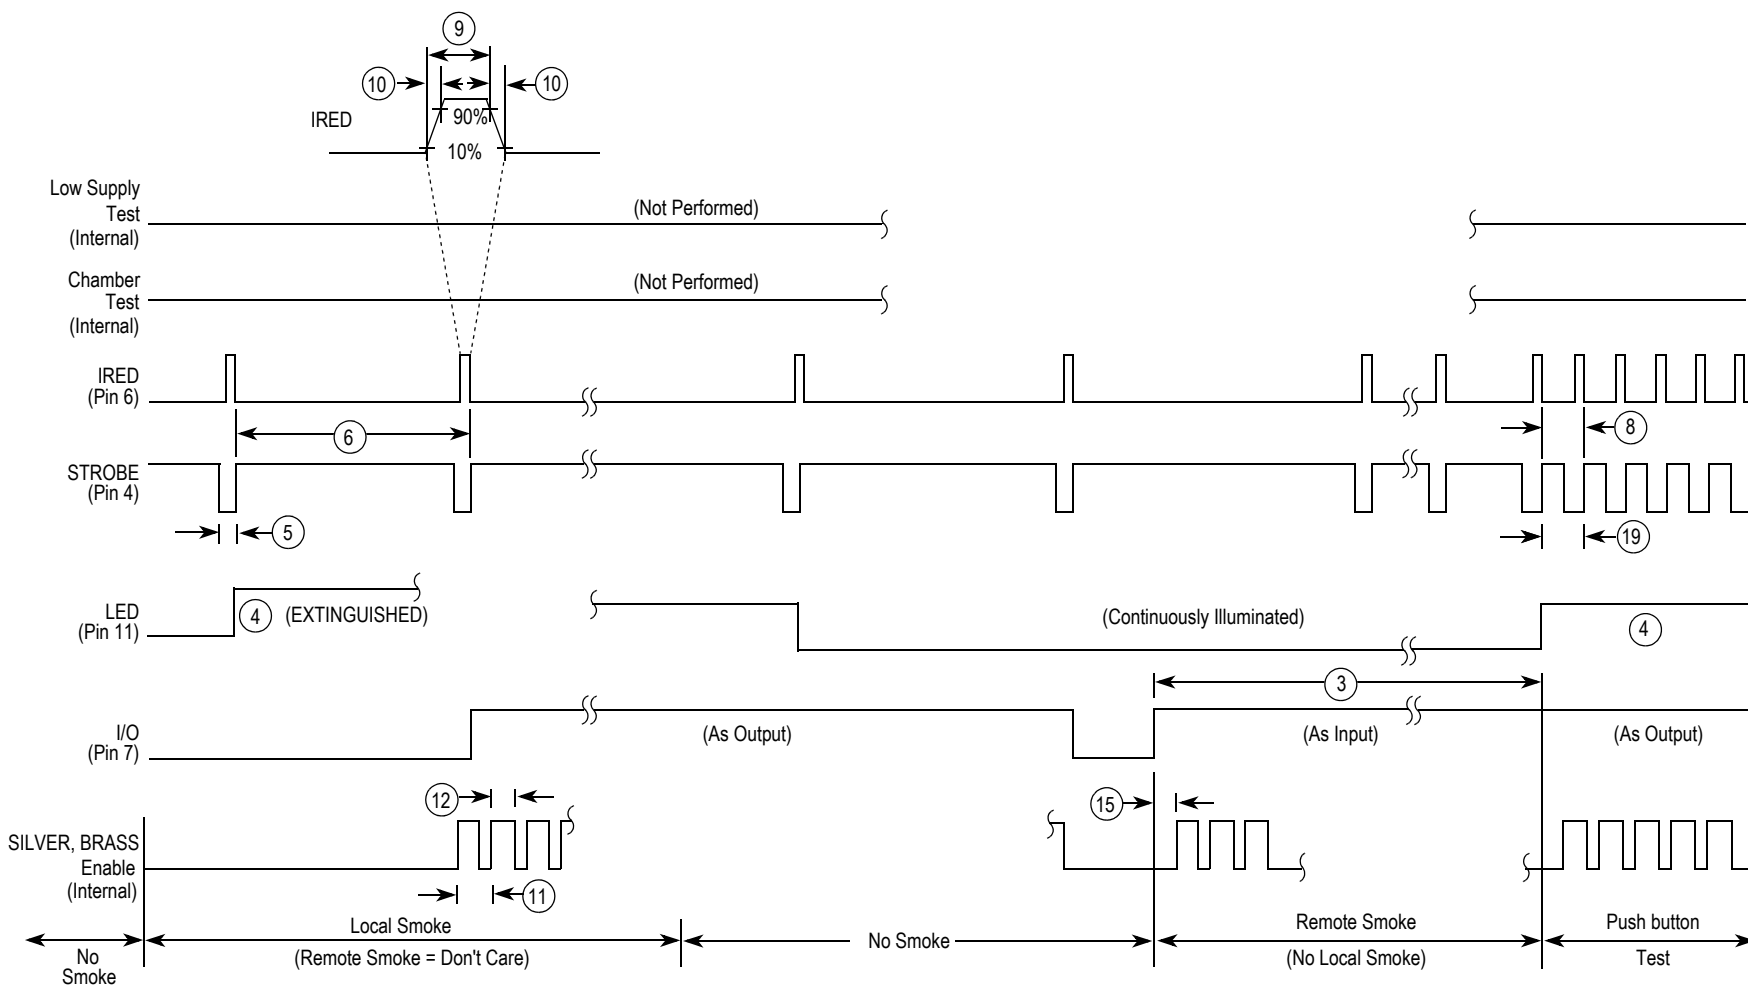 9
10
10
IRED
90%
10%
Low Supply
Test
(Internal)
(Not Performed)
Chamber
Test
(Internal)
(Not Performed)
IRED
(Pin 6)
6
8
STROBE
(Pin 4)
5
19
LED
(Pin 11)
4
(EXTINGUISHED)
(Continuously Illuminated)
4
3
I/O
(Pin 7)
(As Output)
(As Input)
(As Output)
12
15
SILVER, BRASS
Enable
(Internal)
11
No
Smoke
Local Smoke
(Remote Smoke = Don't Care)
No Smoke
Remote Smoke
(No Local Smoke)
Push button
Test